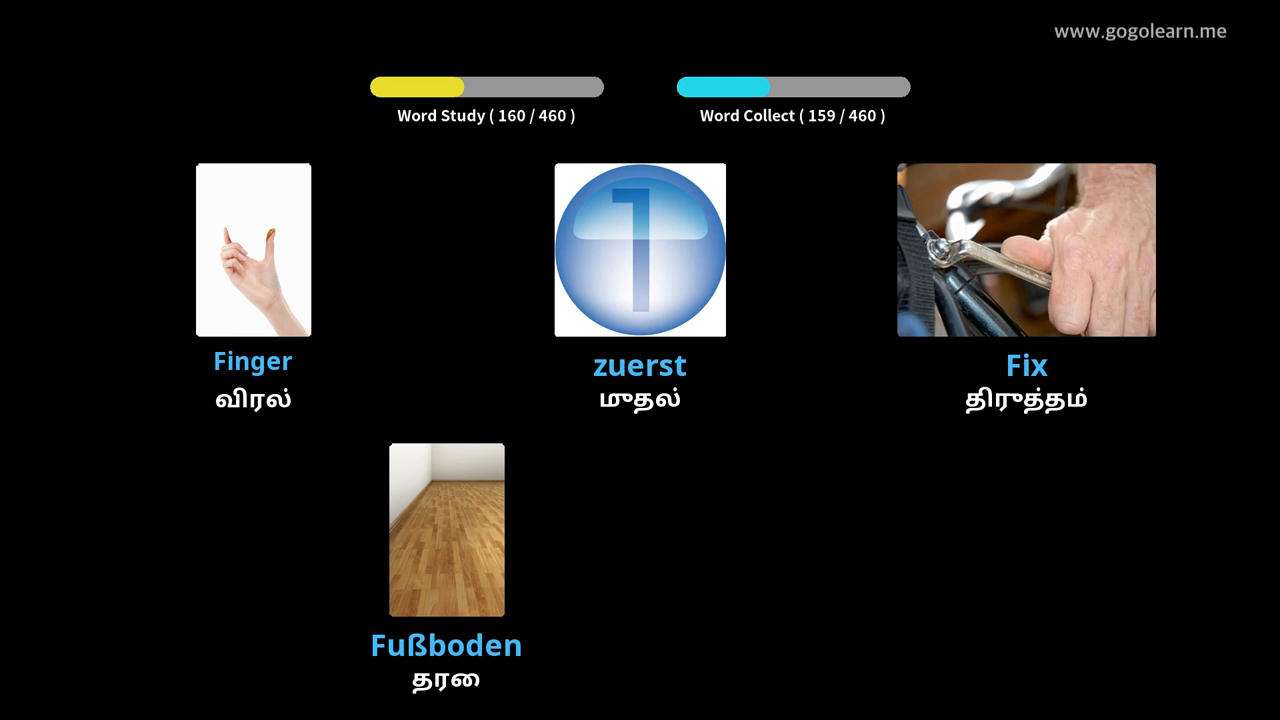 www.gogolearn.me
Word Study ( 160 / 460 )
Word Collect ( 159 / 460 )
1
Finger
விரல்
zuerst
முதல்
Fix
திருத்தம்
Fußboden
தரை